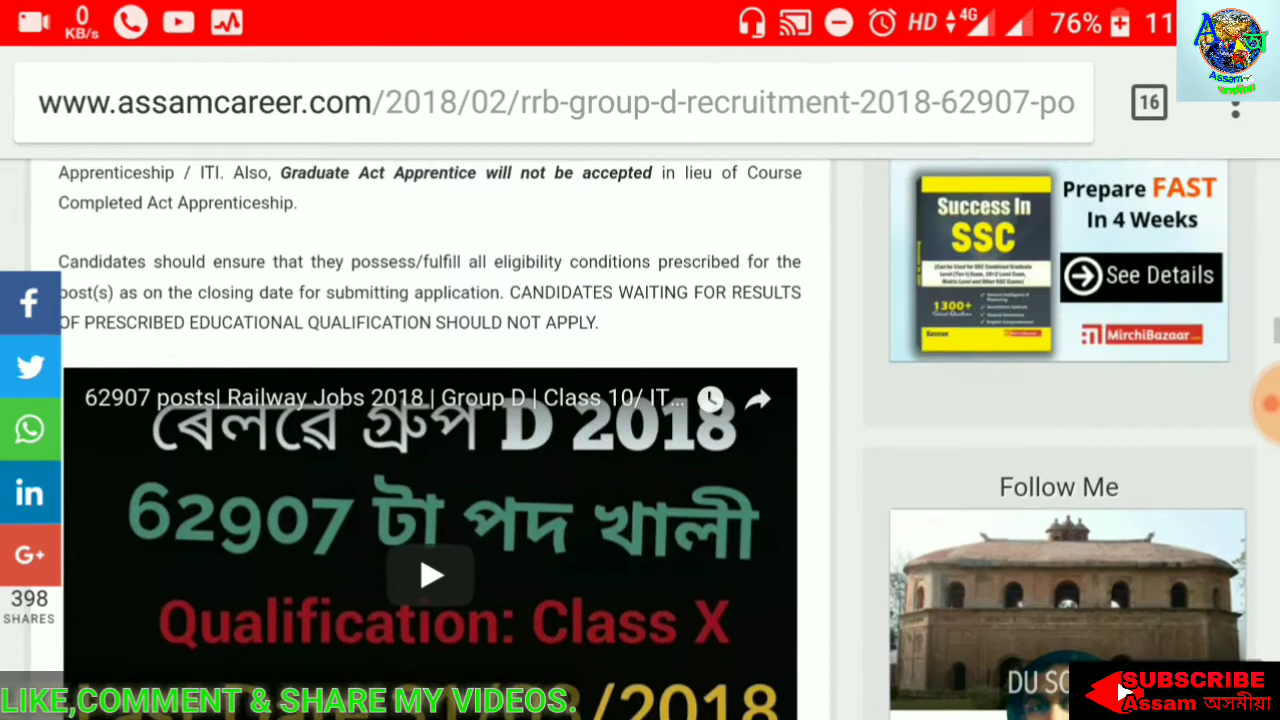 0
KB/s
HD
4G
76%
11
www.assamcareer.com/2018/02/rrb-group-d-recruitment-2018-62907-po
16
Assam
অসমীয়া
Apprenticeship / ITI. Also, Graduate Act Apprentice will not be accepted in lieu of Course
Completed Act Apprenticeship.
Candidates should ensure that they possess/fulfill all eligibility conditions prescribed for the
post(s) as on the closing date for submitting application. CANDIDATES WAITING FOR RESULTS
OF PRESCRIBED EDUCATIONAL QUALIFICATION SHOULD NOT APPLY.
62907 posts| Railway Jobs 2018 | Group D | Class 10/ IT...
ৰেলৱে গ্ৰুপ D 2018
62907 টা পদ খালী
Qualification: Class X
/2018
Success In
SSC
1300+
Prepare FAST
In 4 Weeks
See Details
MirchiBazaar
Follow Me
DU SO
398
SHARES
LIKE,COMMENT & SHARE MY VIDEOS.
SUBSCRIBE
Assam অসমীয়া